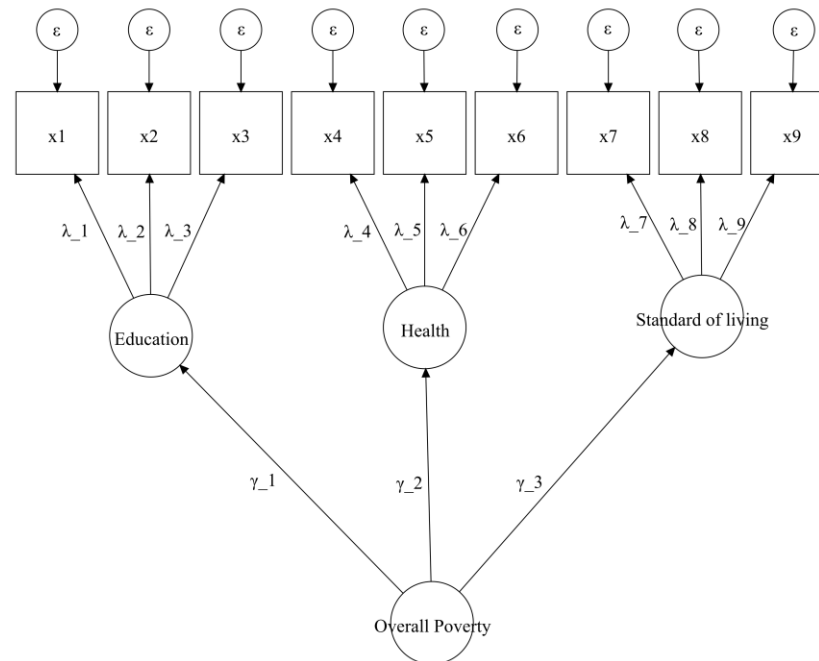 ε ε ε ε ε ε ε ε ε
x1 x2 x3 x4 x5 x6 x7 x8 x9
λ_1 λ_2 λ_3 λ_4 λ_5 λ_6 λ_7 λ_8 λ_9
Education Health Standard of living
γ_1 γ_2 γ_3
Overall Poverty